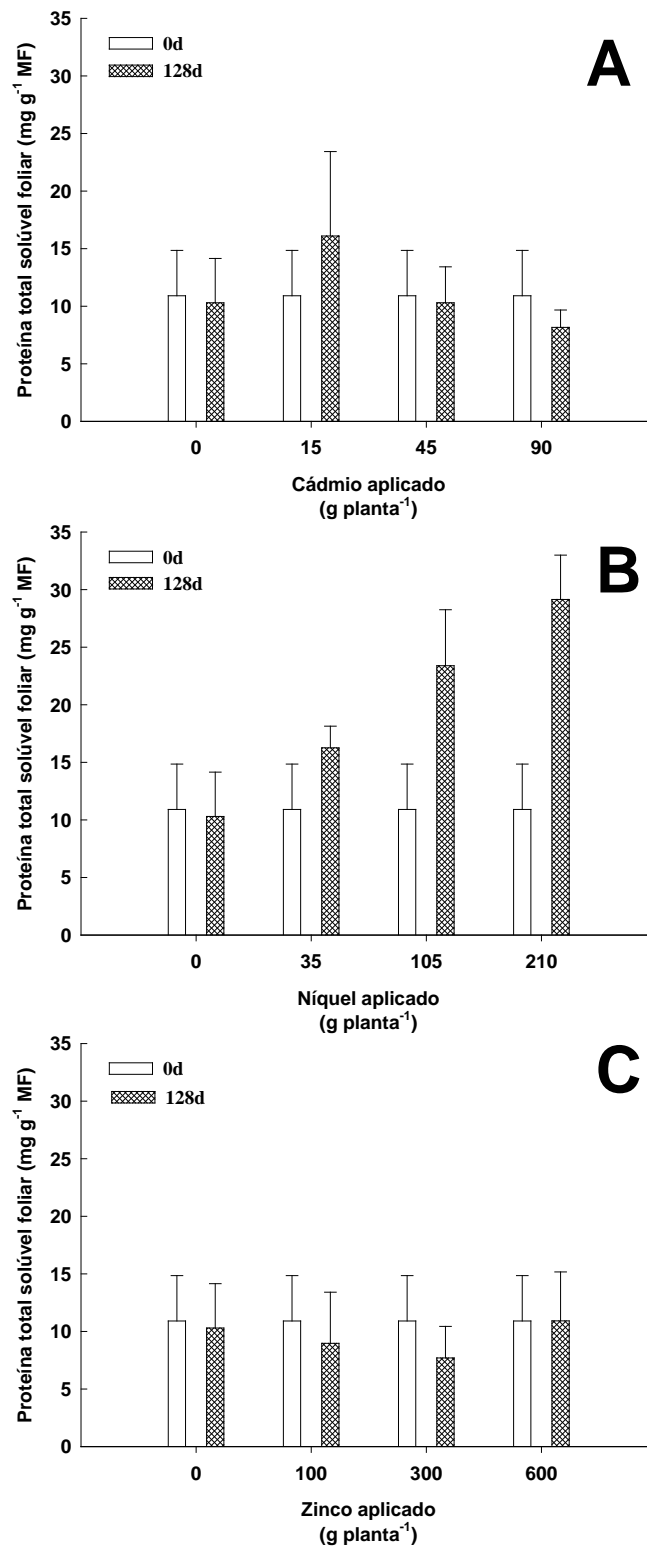 35
30
25
20
15
10
5
0
Proteína total solúvel foliar (mg g⁻¹ MF)
0d
128d
A
0 15 45 90
Cádmio aplicado
(g planta⁻¹)
35
30
25
20
15
10
5
0
Proteína total solúvel foliar (mg g⁻¹ MF)
0d
128d
B
0 35 105 210
Níquel aplicado
(g planta⁻¹)
35
30
25
20
15
10
5
0
Proteína total solúvel foliar (mg g⁻¹ MF)
0d
128d
C
0 100 300 600
Zinco aplicado
(g planta⁻¹)